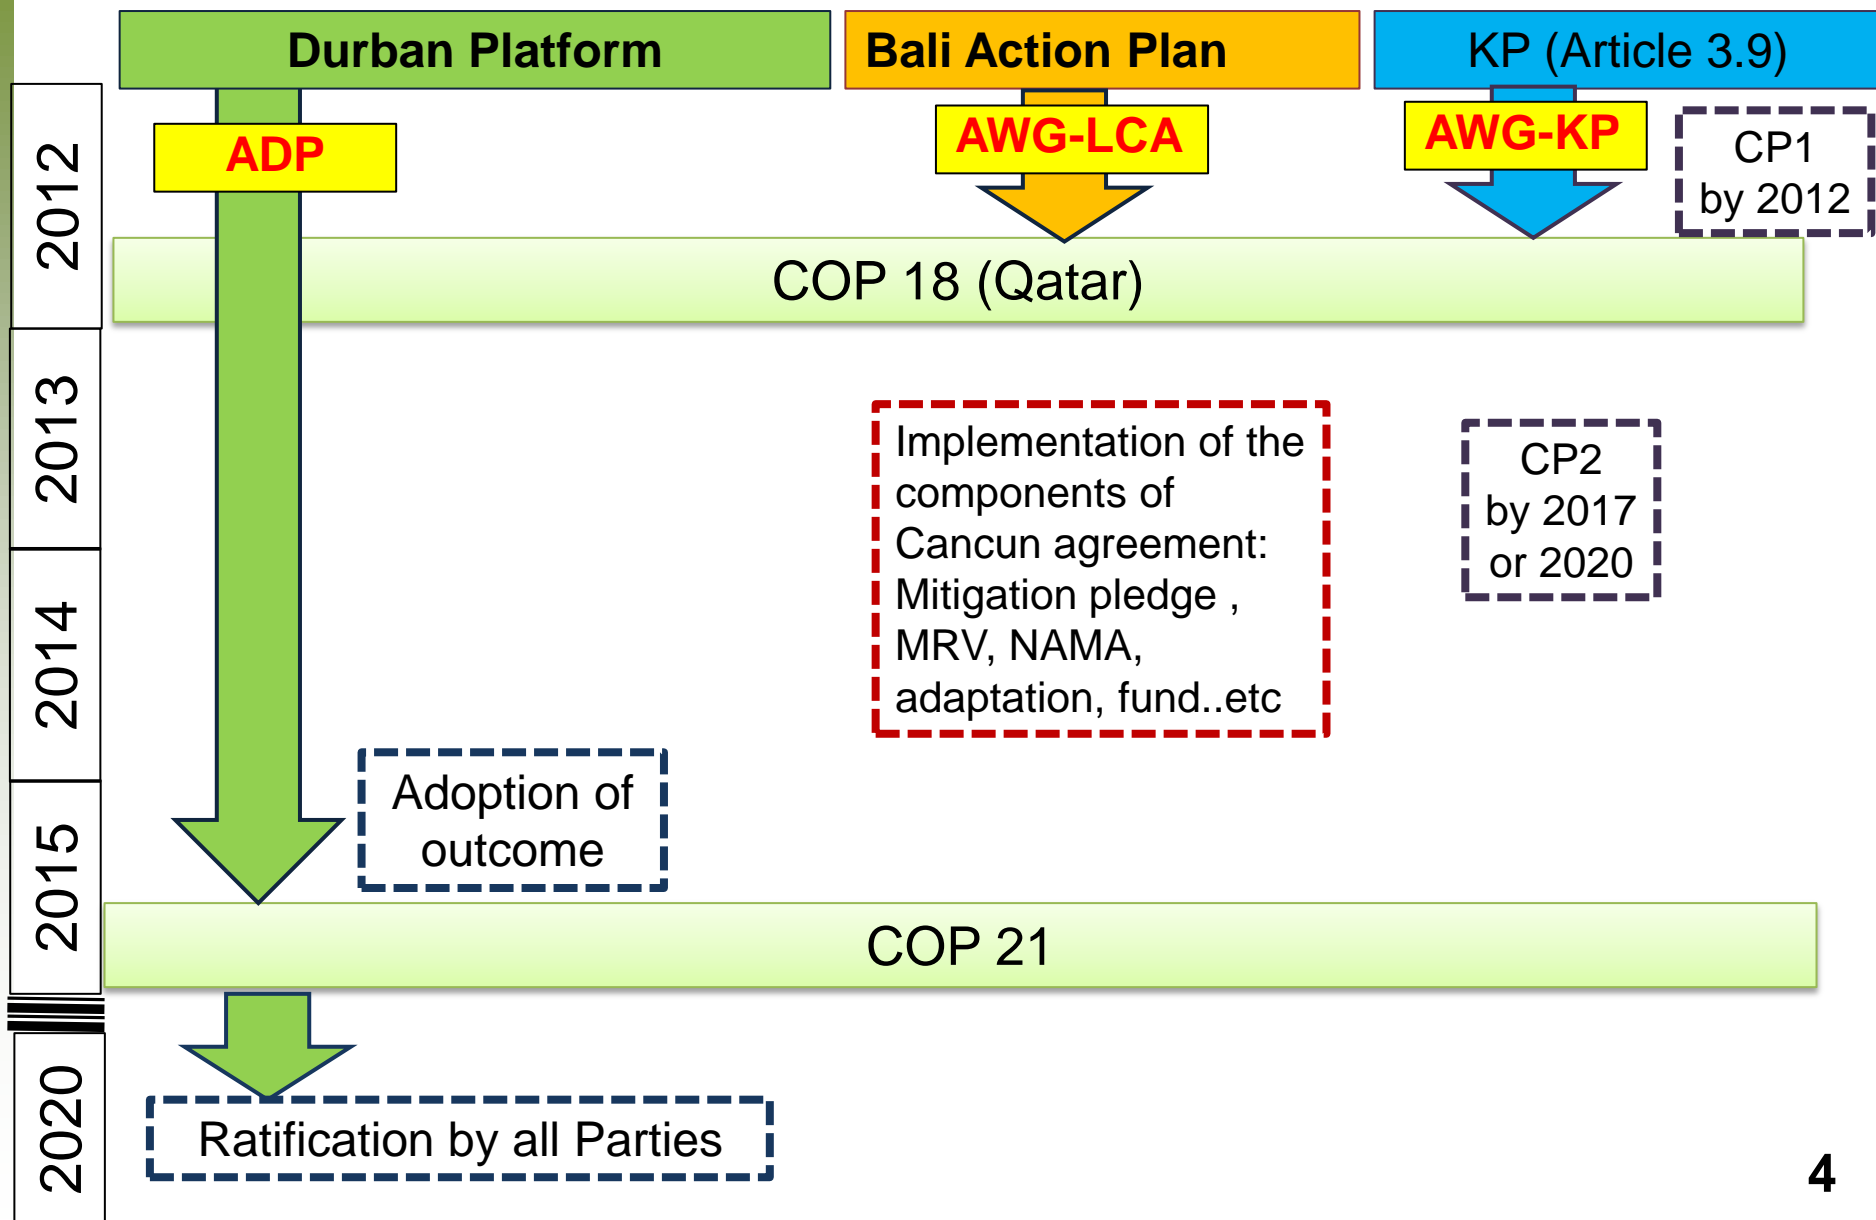 Durban Platform
Bali Action Plan
KP (Article 3.9)
2012
ADP
AWG-LCA
AWG-KP
CP1
by 2012
COP 18 (Qatar)
2013
Implementation of the
components of
Cancun agreement:
Mitigation pledge ,
MRV, NAMA,
adaptation, fund..etc
CP2
by 2017
or 2020
2014
Adoption of
outcome
2015
COP 21
2020
Ratification by all Parties
4